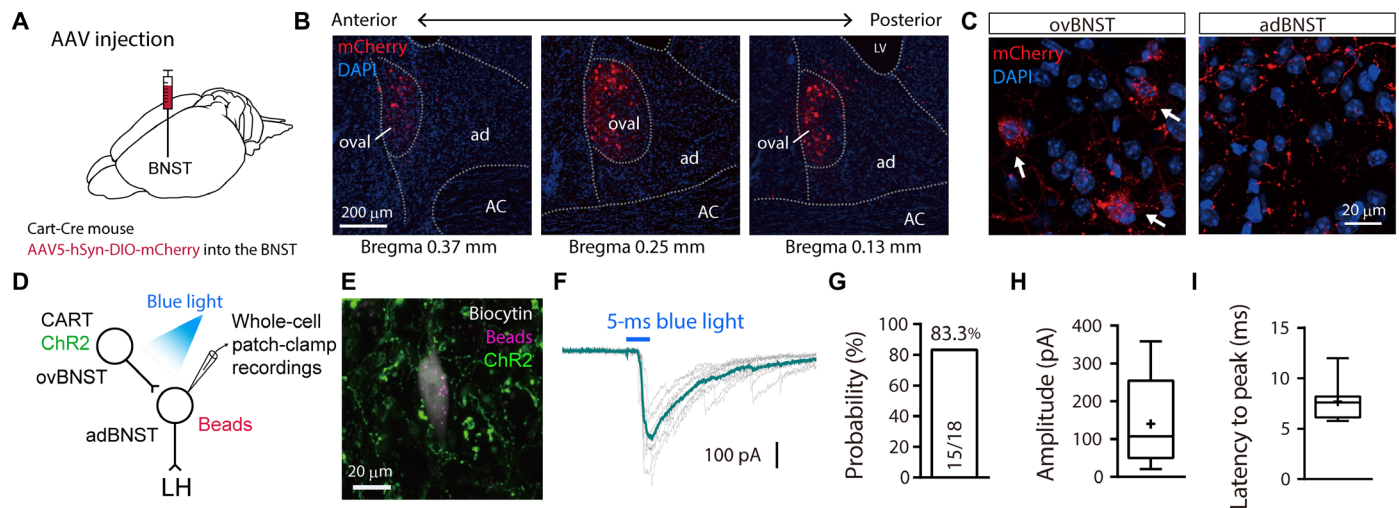 A
AAV injection
BNST
Cart-Cre mouse
AAV5-hSyn-DIO-mCherry into the BNST
B
Anterior
Posterior
mCherry
DAPI
oval
ad
AC
200 μm
Bregma 0.37 mm
oval
ad
AC
Bregma 0.25 mm
LV
oval
ad
AC
Bregma 0.13 mm
C
ovBNST
adBNST
mCherry
DAPI
20 μm
D
Blue light
CART
ChR2
ovBNST
Whole-cell
patch-clamp
recordings
adBNST
Beads
LH
E
Biocytin
Beads
ChR2
20 μm
F
5-ms blue light
100 pA
G
Probability (%)
100
80
60
40
20
0
83.3%
15/18
H
Amplitude (pA)
400
300
200
100
0
+
I
Latency to peak (ms)
15
10
5
0
+